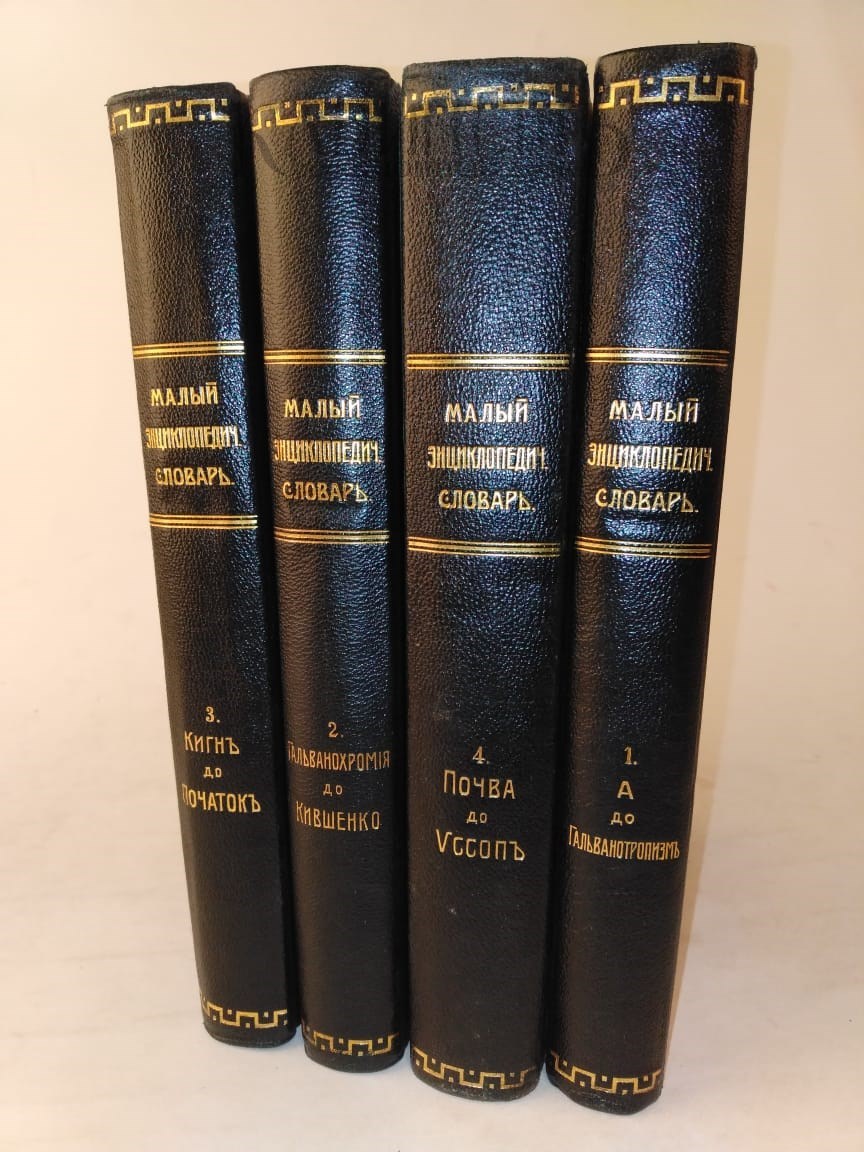 МАЛЫЙ
ЭНЦИКЛОПЕДИЧ.
СЛОВАРЬ.
3.
КИГНЪ
ДО
ПОЧАТОКЪ
МАЛЫЙ
ЭНЦИКЛОПЕДИЧ.
СЛОВАРЬ.
2.
ГАЛЬВАНОХРОМІЯ
ДО
КИВШЕНКО
МАЛЫЙ
ЭНЦИКЛОПЕДИЧ.
СЛОВАРЬ.
4.
ПОЧВА
ДО
ѴССОПЪ
МАЛЫЙ
ЭНЦИКЛОПЕДИЧ.
СЛОВАРЬ.
1.
А
ДО
ГАЛЬВАНОТРОПИЗМЪ